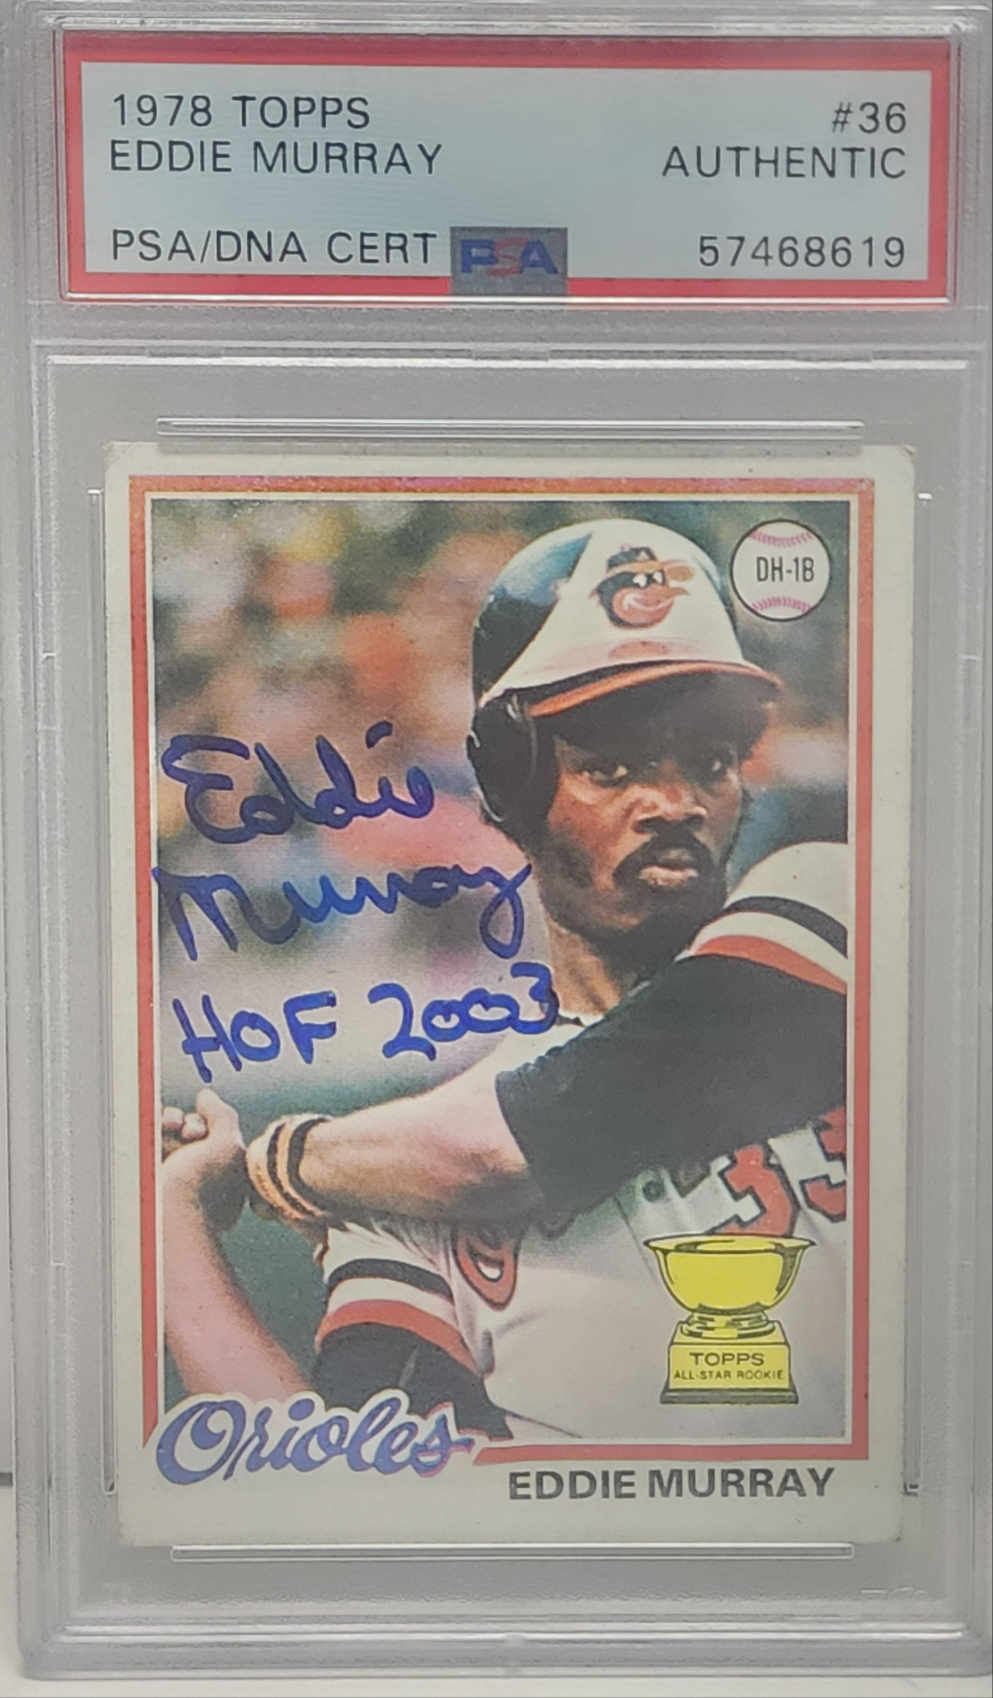 1978 TOPPS #36
EDDIE MURRAY AUTHENTIC
PSA/DNA CERT PSA 57468619
DH-1B
Eddie
Murray
HOF 2003
35
TOPPS
ALL-STAR ROOKIE
Orioles
EDDIE MURRAY